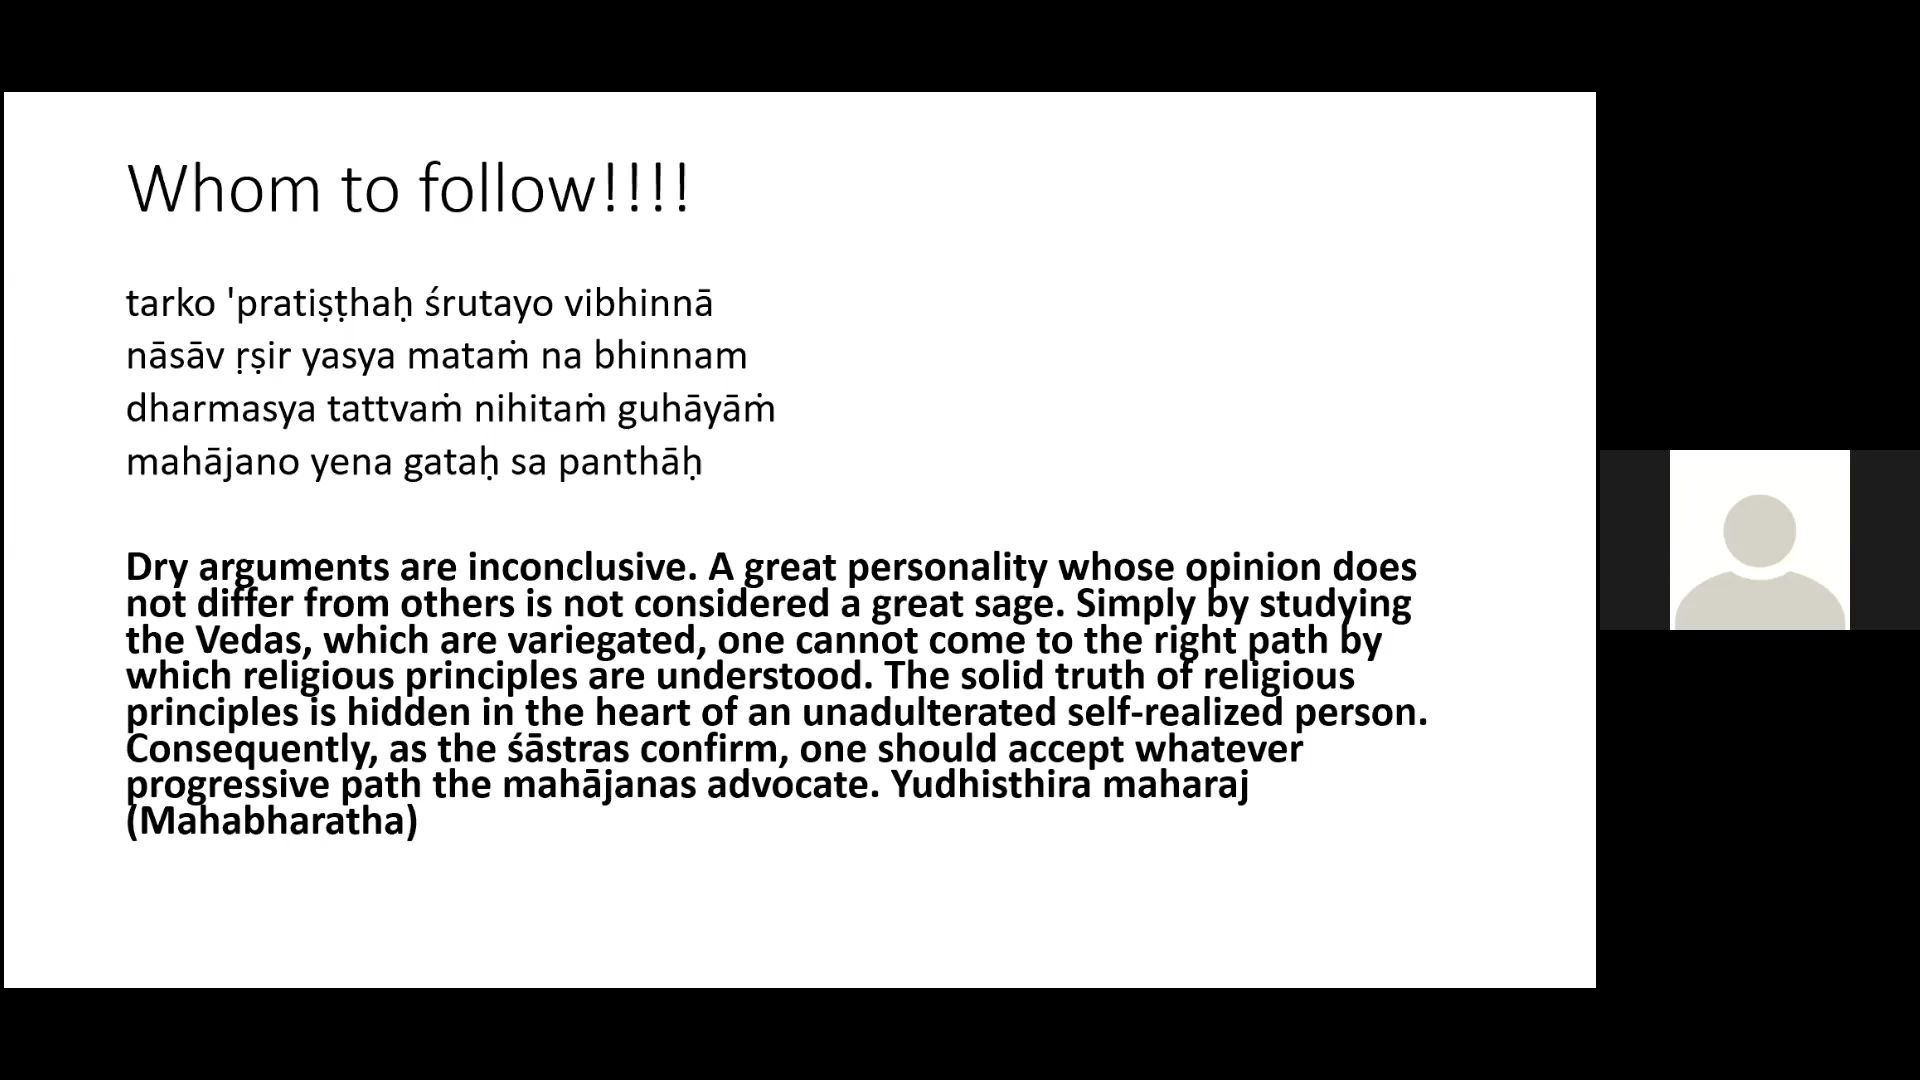 Whom to follow!!!!
tarko 'pratiṣṭhaḥ śrutayo vibhinnā
nāsāv ṛṣir yasya mataṁ na bhinnam
dharmasya tattvaṁ nihitaṁ guhāyāṁ
mahājano yena gataḥ sa panthāḥ
Dry arguments are inconclusive. A great personality whose opinion does
not differ from others is not considered a great sage. Simply by studying
the Vedas, which are variegated, one cannot come to the right path by
which religious principles are understood. The solid truth of religious
principles is hidden in the heart of an unadulterated self-realized person.
Consequently, as the śāstras confirm, one should accept whatever
progressive path the mahājanas advocate. Yudhisthira maharaj
(Mahabharatha)